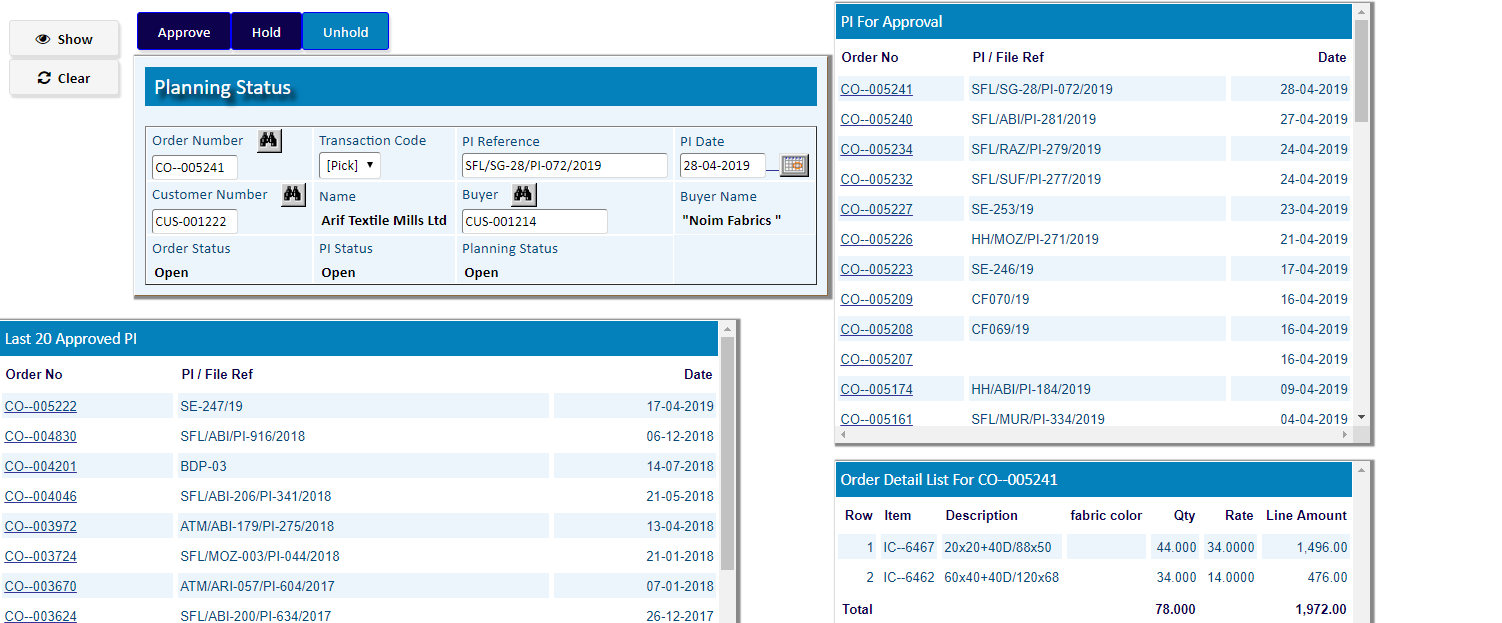 Show
Clear
Approve Hold Unhold
Planning Status
Order Number Transaction Code PI Reference PI Date
CO--005241 [Pick] SFL/SG-28/PI-072/2019 28-04-2019
Customer Number Name Buyer Buyer Name
CUS-001222 Arif Textile Mills Ltd CUS-001214 "Noim Fabrics "
Order Status PI Status Planning Status
Open Open Open
Last 20 Approved PI
Order No PI / File Ref Date
CO--005222 SE-247/19 17-04-2019
CO--004830 SFL/ABI/PI-916/2018 06-12-2018
CO--004201 BDP-03 14-07-2018
CO--004046 SFL/ABI-206/PI-341/2018 21-05-2018
CO--003972 ATM/ABI-179/PI-275/2018 13-04-2018
CO--003724 SFL/MOZ-003/PI-044/2018 21-01-2018
CO--003670 ATM/ARI-057/PI-604/2017 07-01-2018
CO--003624 SFL/ABI-200/PI-634/2017 26-12-2017
PI For Approval
Order No PI / File Ref Date
CO--005241 SFL/SG-28/PI-072/2019 28-04-2019
CO--005240 SFL/ABI/PI-281/2019 27-04-2019
CO--005234 SFL/RAZ/PI-279/2019 24-04-2019
CO--005232 SFL/SUF/PI-277/2019 24-04-2019
CO--005227 SE-253/19 23-04-2019
CO--005226 HH/MOZ/PI-271/2019 21-04-2019
CO--005223 SE-246/19 17-04-2019
CO--005209 CF070/19 16-04-2019
CO--005208 CF069/19 16-04-2019
CO--005207 16-04-2019
CO--005174 HH/ABI/PI-184/2019 09-04-2019
CO--005161 SFL/MUR/PI-334/2019 04-04-2019
Order Detail List For CO--005241
Row Item Description fabric color Qty Rate Line Amount
1 IC--6467 20x20+40D/88x50 44.000 34.0000 1,496.00
2 IC--6462 60x40+40D/120x68 34.000 14.0000 476.00
Total 78.000 1,972.00